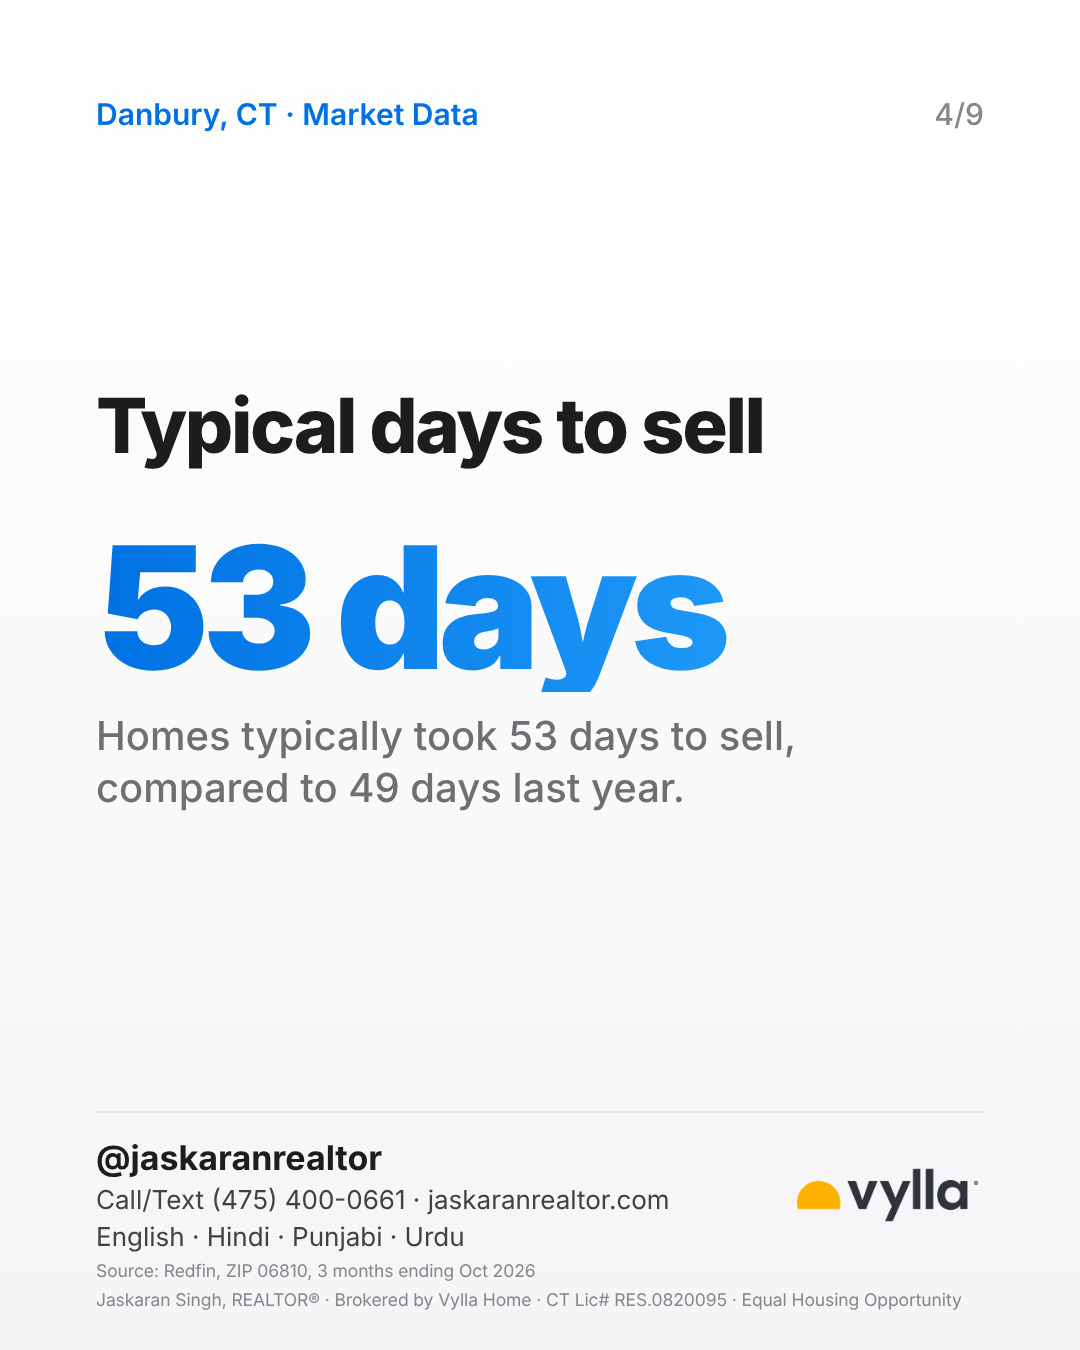 Danbury, CT · Market Data
4/9
Typical days to sell
53 days
Homes typically took 53 days to sell,
compared to 49 days last year.
@jaskaranrealtor
Call/Text (475) 400-0661 · jaskaranrealtor.com
English · Hindi · Punjabi · Urdu
Source: Redfin, ZIP 06810, 3 months ending Oct 2026
Jaskaran Singh, REALTOR® · Brokered by Vylla Home · CT Lic# RES.0820095 · Equal Housing Opportunity
vylla